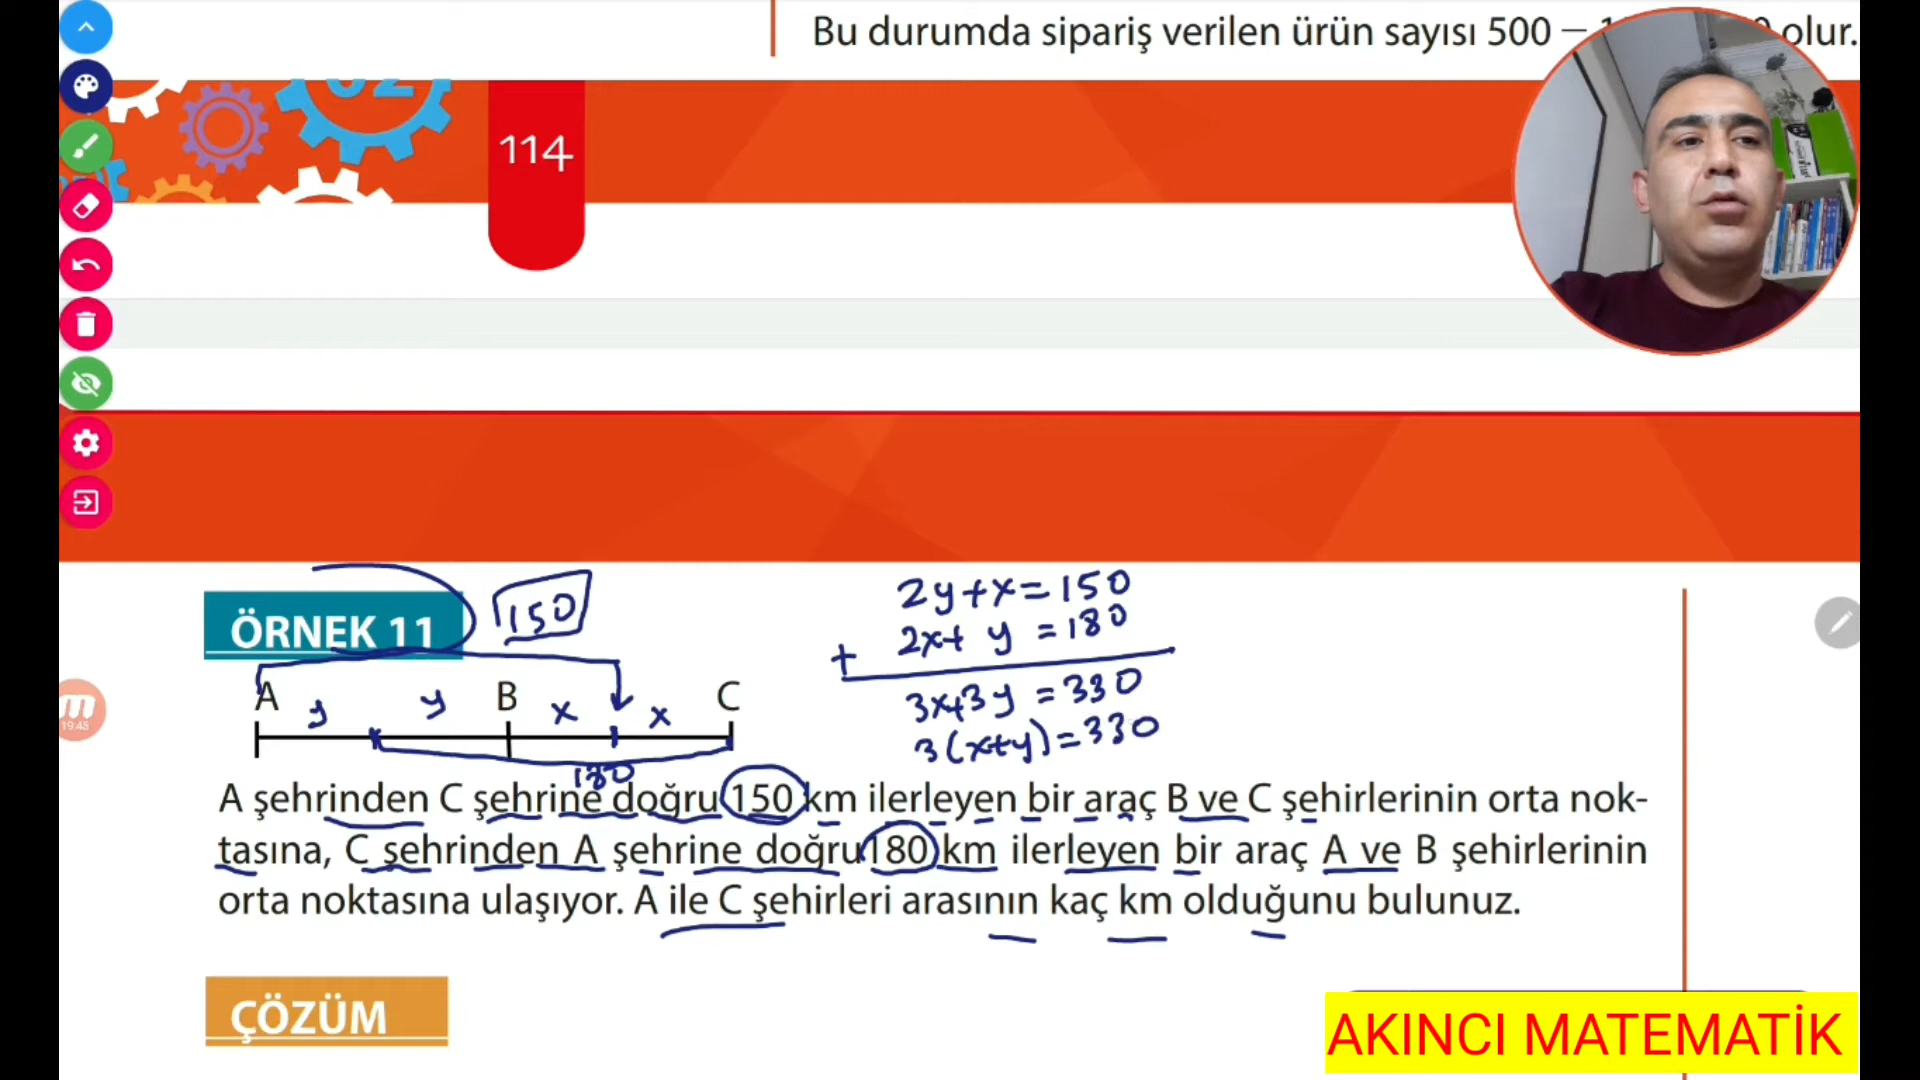 Bu durumda sipariş verilen ürün sayısı 500 – olur.
02
114
ÖRNEK 11
150
2y+x=150
2x+ y =180
+
3x+3y =330
3(x+y)=330
A y y B x x C
180
A şehrinden C şehrine doğru 150 km ilerleyen bir araç B ve C şehirlerinin orta nok-
tasına, C şehrinden A şehrine doğru 180 km ilerleyen bir araç A ve B şehirlerinin
orta noktasına ulaşıyor. A ile C şehirleri arasının kaç km olduğunu bulunuz.
ÇÖZÜM
AKINCI MATEMATİK
m
19:48